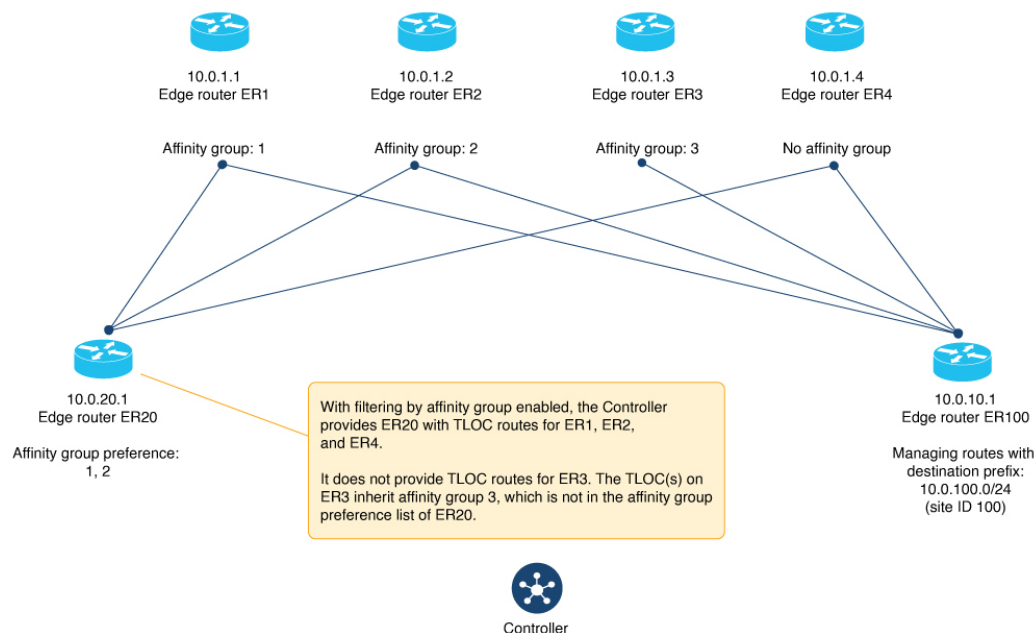 10.0.1.1
Edge router ER1
10.0.1.2
Edge router ER2
10.0.1.3
Edge router ER3
10.0.1.4
Edge router ER4
Affinity group: 1
Affinity group: 2
Affinity group: 3
No affinity group
10.0.20.1
Edge router ER20
Affinity group preference:
1, 2
With filtering by affinity group enabled, the Controller
provides ER20 with TLOC routes for ER1, ER2,
and ER4.
It does not provide TLOC routes for ER3. The TLOC(s) on
ER3 inherit affinity group 3, which is not in the affinity group
preference list of ER20.
10.0.10.1
Edge router ER100
Managing routes with
destination prefix:
10.0.100.0/24
(site ID 100)
Controller